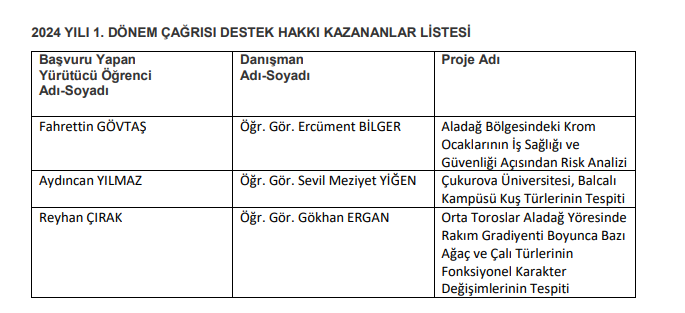 2024 YILI 1. DÖNEM ÇAĞRISI DESTEK HAKKI KAZANANLAR LİSTESİ
Başvuru Yapan
Yürütücü Öğrenci
Adı-Soyadı
Danışman
Adı-Soyadı
Proje Adı
Fahrettin GÖVTAŞ
Öğr. Gör. Ercüment BİLGER
Aladağ Bölgesindeki Krom
Ocaklarının İş Sağlığı ve
Güvenliği Açısından Risk Analizi
Aydıncan YILMAZ
Öğr. Gör. Sevil Meziyet YİĞEN
Çukurova Üniversitesi, Balcalı
Kampüsü Kuş Türlerinin Tespiti
Reyhan ÇIRAK
Öğr. Gör. Gökhan ERGAN
Orta Toroslar Aladağ Yöresinde
Rakım Gradiyenti Boyunca Bazı
Ağaç ve Çalı Türlerinin
Fonksiyonel Karakter
Değişimlerinin Tespiti